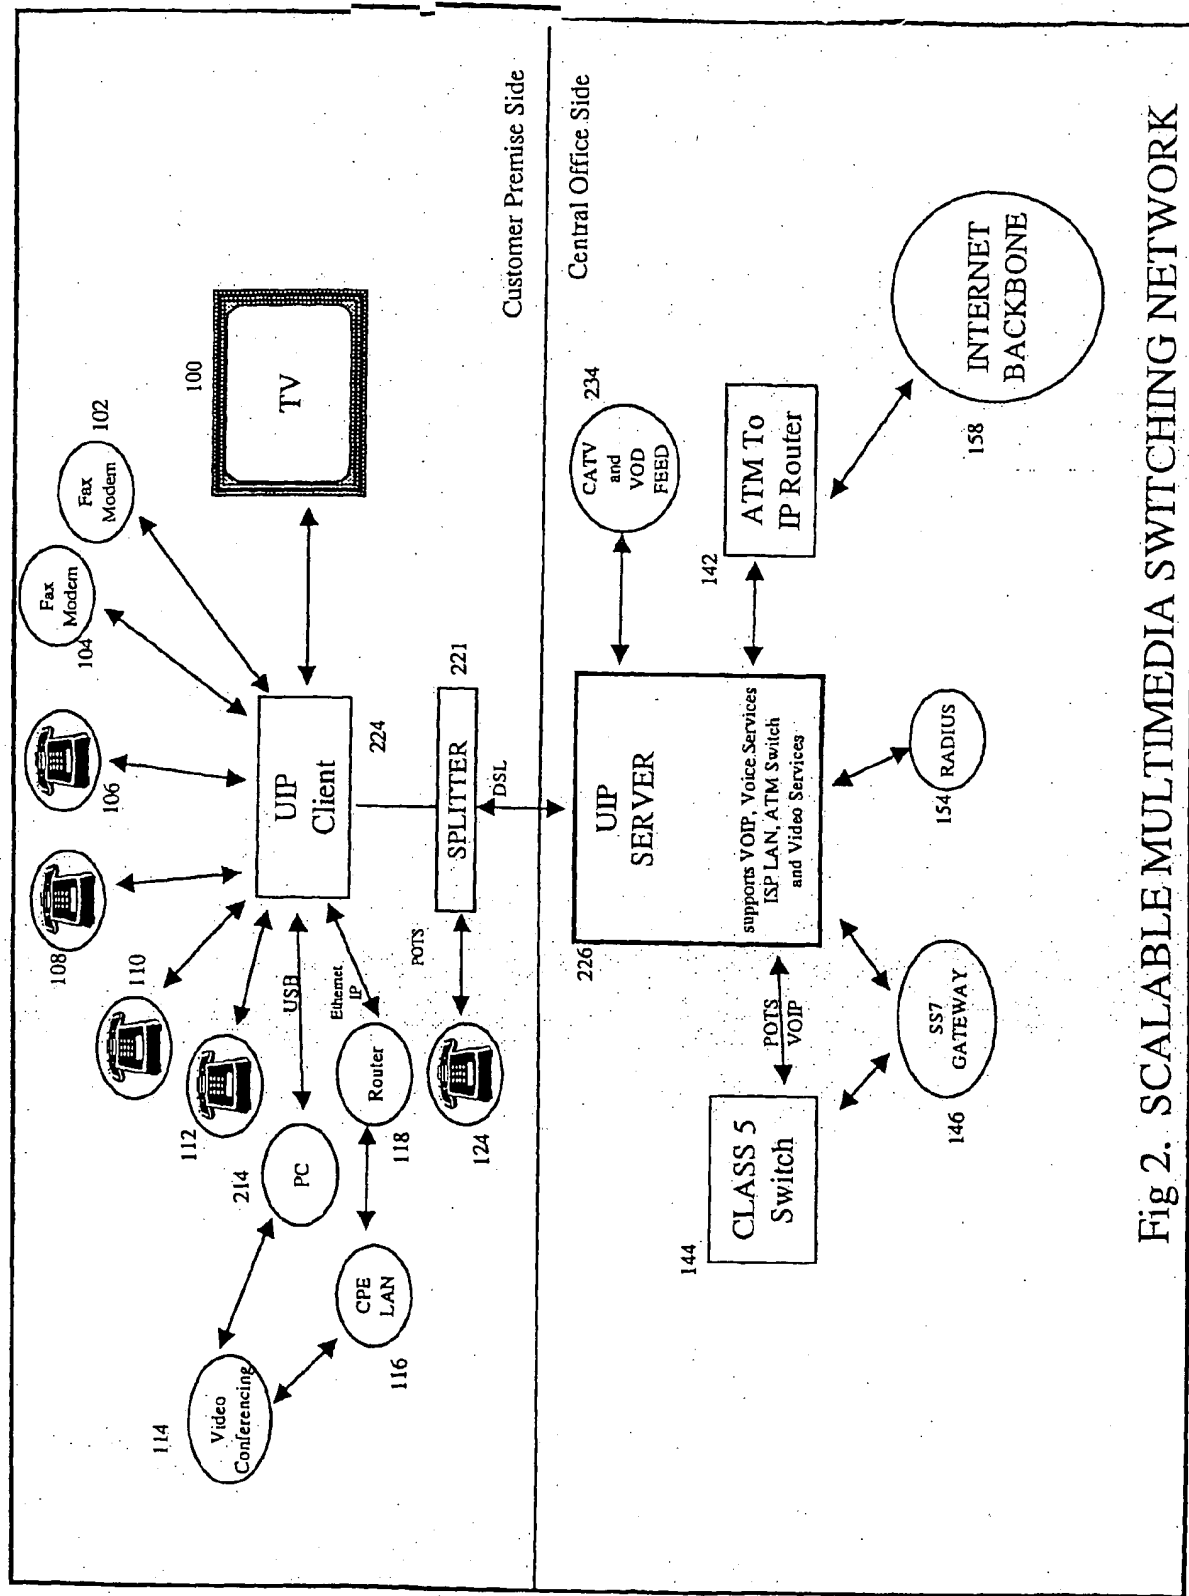 102
Fax
Modem
Fax
Modem
104
106
108
110
112
100
TV
UIP
Client
224
USB
Ethernet
IP
214
PC
114
Video
Conferencing
Router
118
CPE
LAN
116
221
SPLITTER
DSL
POTS
124
Customer Premise Side
Central Office Side
234
CATV
and
VOD
FEED
226
UIP
SERVER
supports VOIP, Voice Services
ISP LAN, ATM Switch
and Video Services
142
ATM To
IP Router
POTS
VOIP
144
CLASS 5
Switch
SS7
GATEWAY
146
154
RADIUS
158
INTERNET
BACKBONE
Fig 2. SCALABLE MULTIMEDIA SWITCHING NETWORK